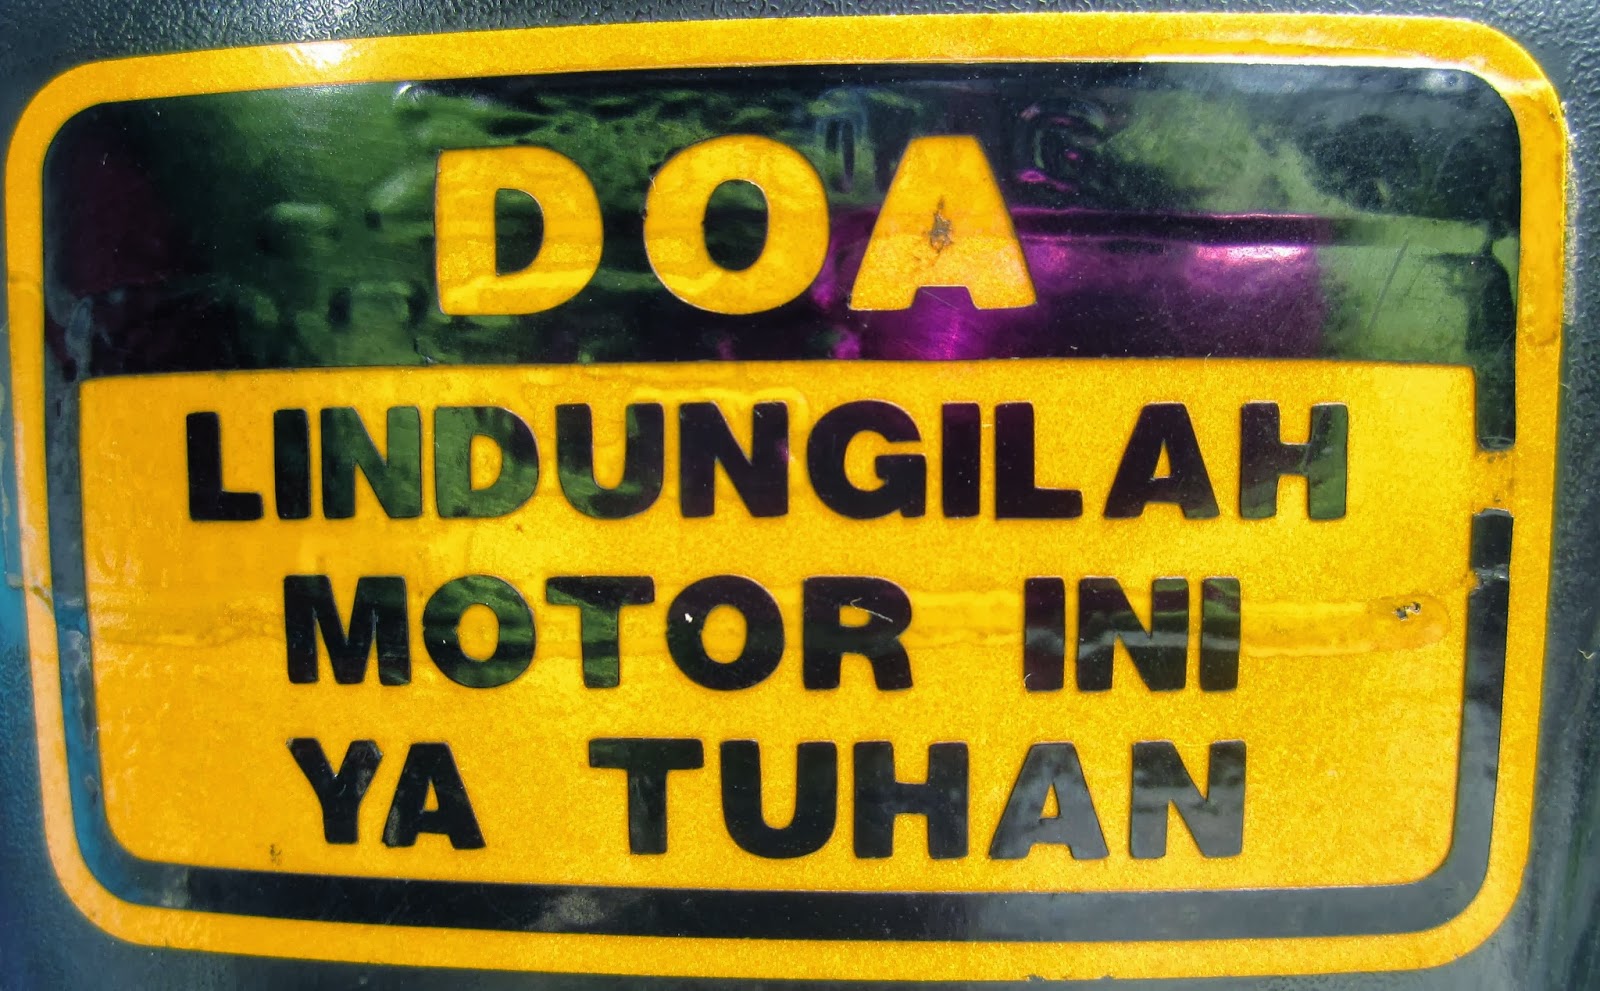 DOA
LINDUNGILAH
MOTOR INI
YA TUHAN